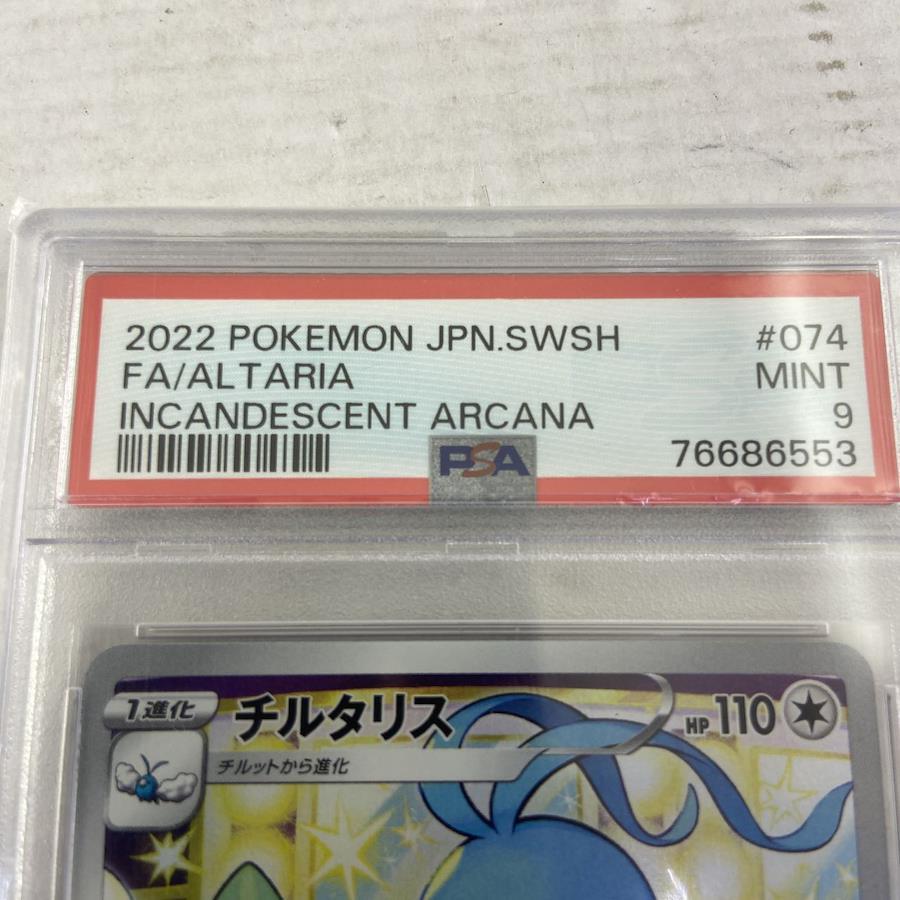 2022 POKEMON JPN.SWSH #074
FA/ALTARIA MINT
INCANDESCENT ARCANA 9
PSA 76686553
1進化 チルタリス HP 110
チルットから進化